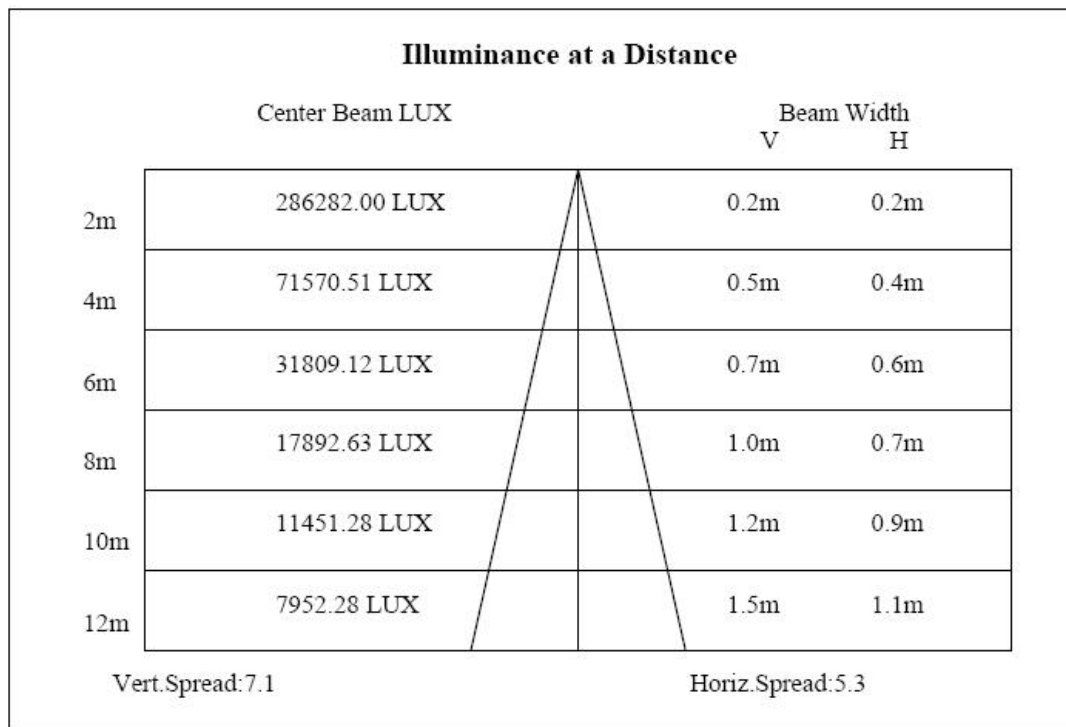 Illuminance at a Distance
Center Beam LUX Beam Width
V H
2m 286282.00 LUX 0.2m 0.2m
4m 71570.51 LUX 0.5m 0.4m
6m 31809.12 LUX 0.7m 0.6m
8m 17892.63 LUX 1.0m 0.7m
10m 11451.28 LUX 1.2m 0.9m
12m 7952.28 LUX 1.5m 1.1m
Vert.Spread:7.1 Horiz.Spread:5.3